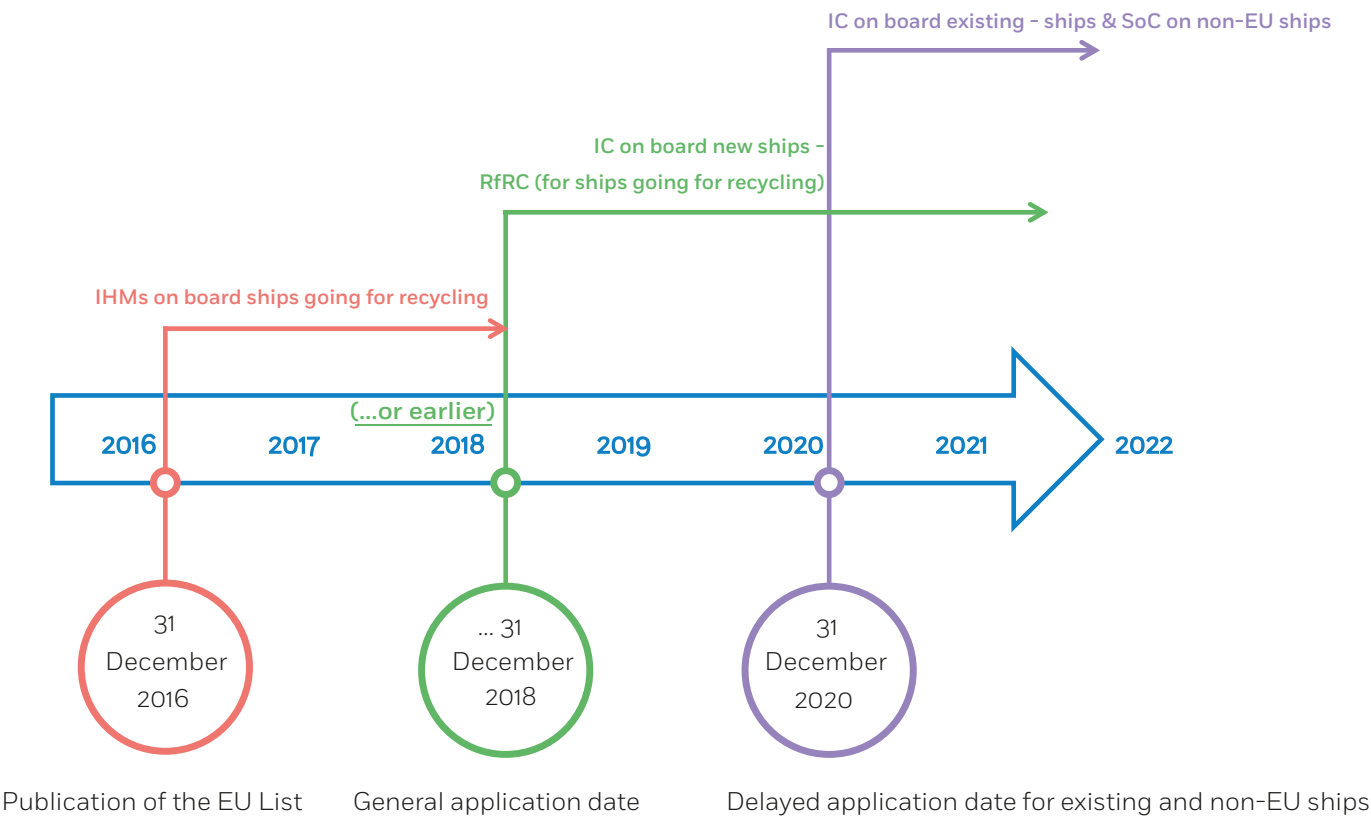 IC on board existing - ships & SoC on non-EU ships
IC on board new ships -
RfRC (for ships going for recycling)
IHMs on board ships going for recycling
(...or earlier)
2016 2017 2018 2019 2020 2021 2022
31
December
2016
... 31
December
2018
31
December
2020
Publication of the EU List
General application date
Delayed application date for existing and non-EU ships